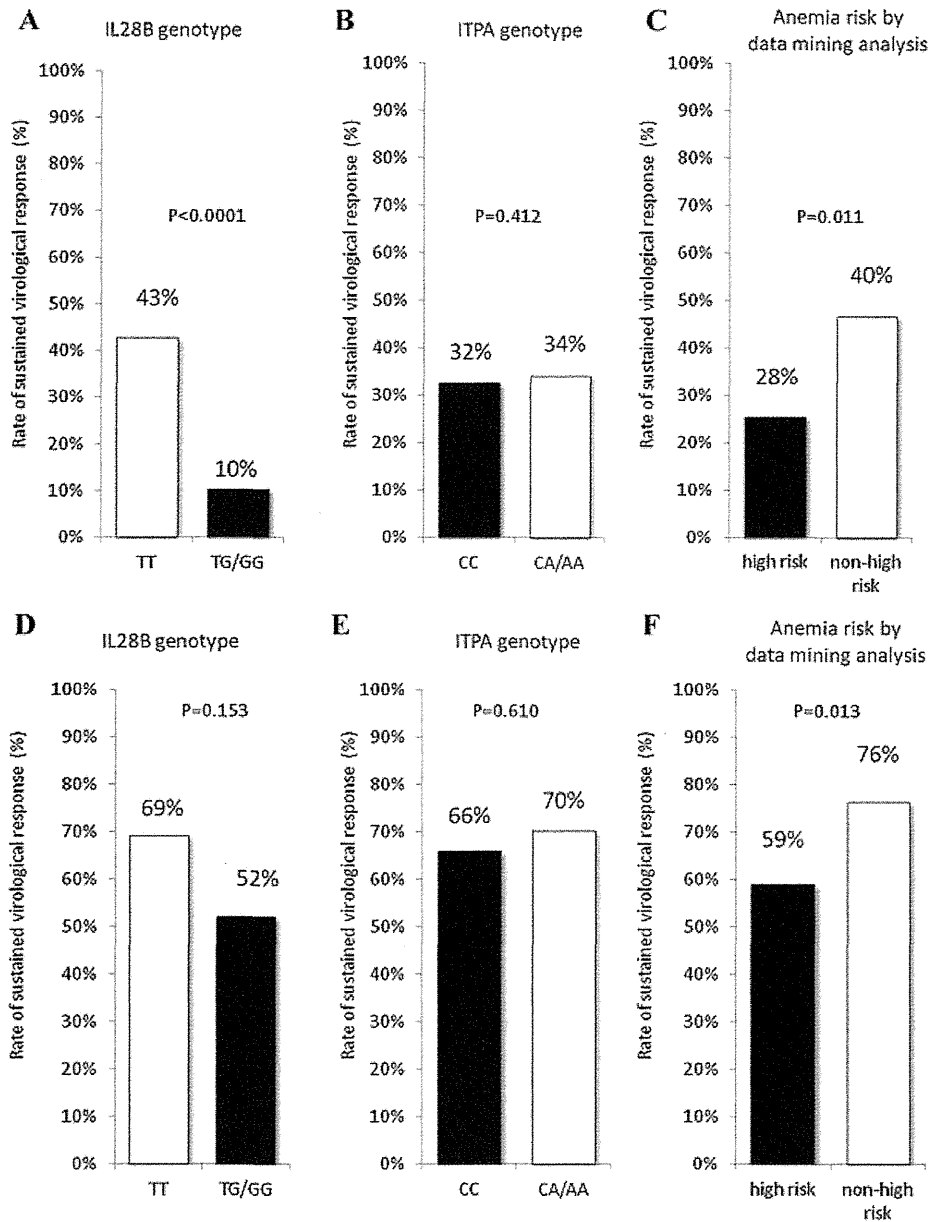 A
IL28B genotype
Rate of sustained virological response (%)
100%
90%
80%
70%
60%
50%
40%
30%
20%
10%
0%
P<0.0001
43%
10%
TT
TG/GG
B
ITPA genotype
Rate of sustained virological response (%)
100%
90%
80%
70%
60%
50%
40%
30%
20%
10%
0%
P=0.412
32%
34%
CC
CA/AA
C
Anemia risk by
data mining analysis
Rate of sustained virological response (%)
100%
90%
80%
70%
60%
50%
40%
30%
20%
10%
0%
P=0.011
28%
40%
high risk
non-high
risk
D
IL28B genotype
Rate of sustained virological response (%)
100%
90%
80%
70%
60%
50%
40%
30%
20%
10%
0%
P=0.153
69%
52%
TT
TG/GG
E
ITPA genotype
Rate of sustained virological response (%)
100%
90%
80%
70%
60%
50%
40%
30%
20%
10%
0%
P=0.610
66%
70%
CC
CA/AA
F
Anemia risk by
data mining analysis
Rate of sustained virological response (%)
100%
90%
80%
70%
60%
50%
40%
30%
20%
10%
0%
P=0.013
59%
76%
high risk
non-high
risk